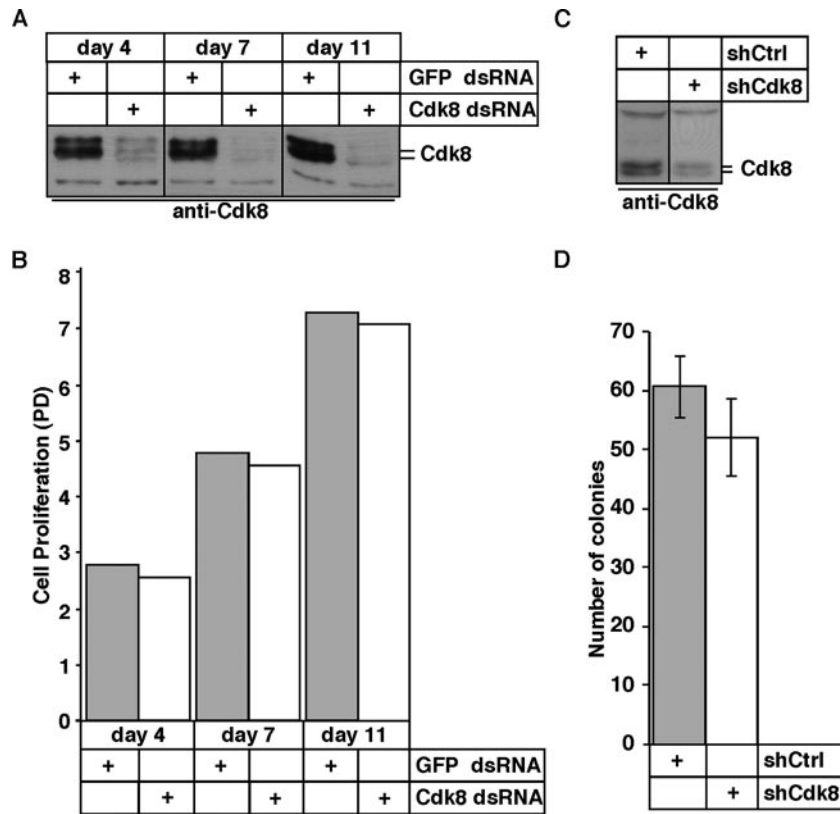 A
day 4 day 7 day 11
+ + + GFP dsRNA
+ + + Cdk8 dsRNA
Cdk8
anti-Cdk8
C
+ shCtrl
+ shCdk8
Cdk8
anti-Cdk8
B
Cell Proliferation (PD)
8
7
6
5
4
3
2
1
0
day 4 day 7 day 11
+ + + GFP dsRNA
+ + + Cdk8 dsRNA
D
Number of colonies
70
60
50
40
30
20
10
0
+ shCtrl
+ shCdk8